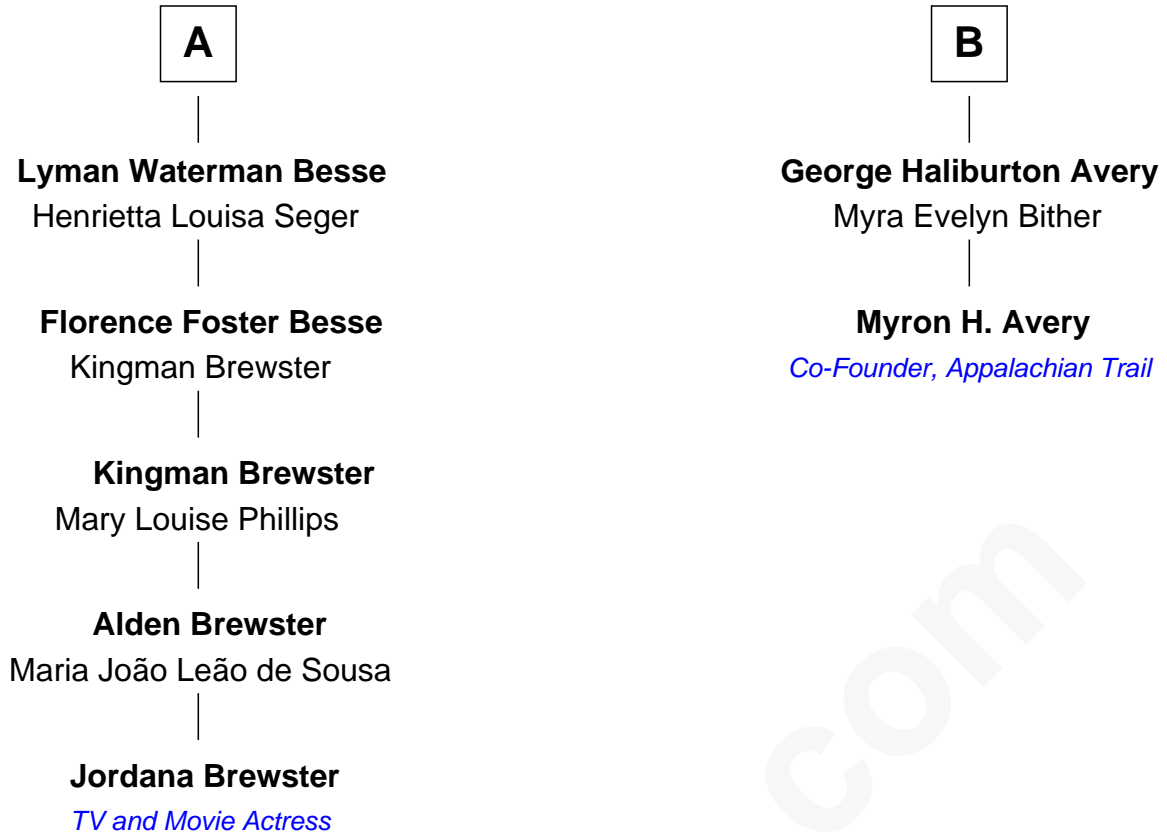 A
Lyman Waterman Besse
Henrietta Louisa Seger
Florence Foster Besse
Kingman Brewster
Kingman Brewster
Mary Louise Phillips
Alden Brewster
Maria João Leão de Sousa
Jordana Brewster
TV and Movie Actress
B
George Haliburton Avery
Myra Evelyn Bither
Myron H. Avery
Co-Founder, Appalachian Trail
com